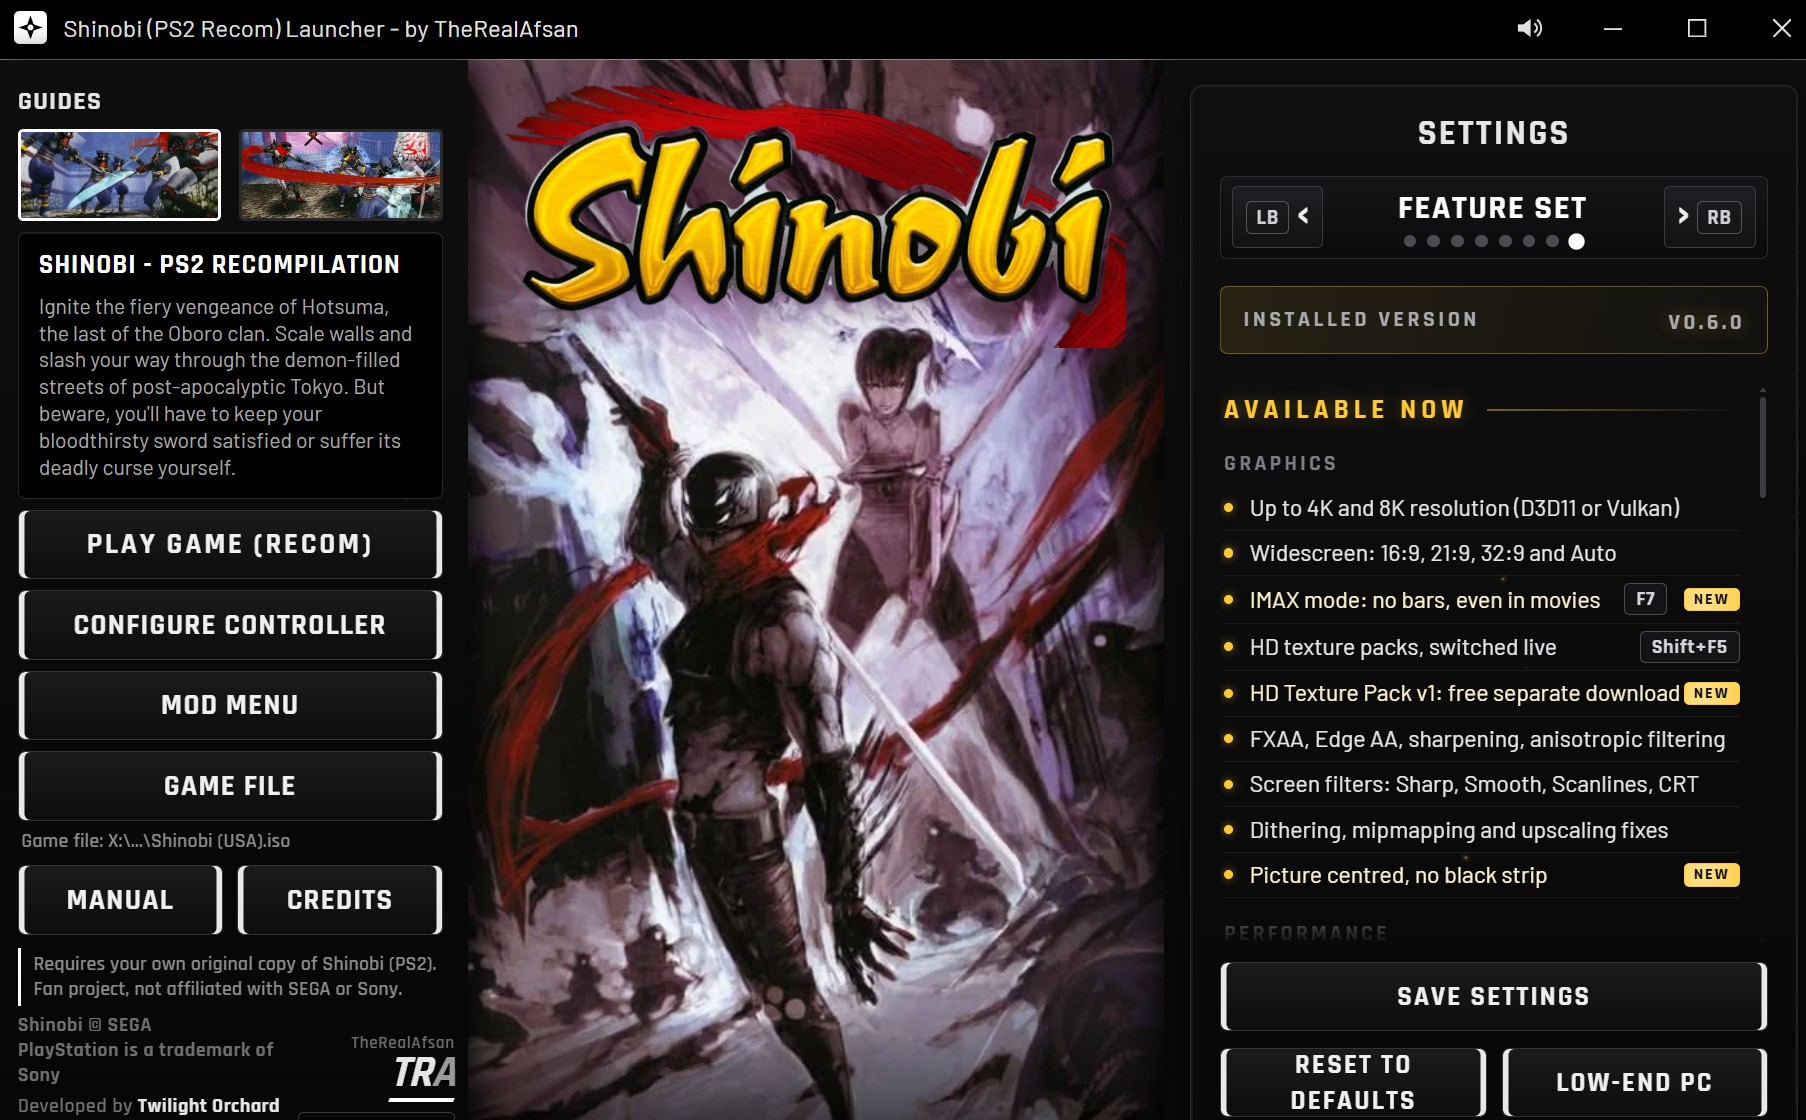 Shinobi (PS2 Recom) Launcher - by TheRealAfsan
GUIDES
SHINOBI - PS2 RECOMPILATION
Ignite the fiery vengeance of Hotsuma,
the last of the Oboro clan. Scale walls and
slash your way through the demon-filled
streets of post-apocalyptic Tokyo. But
beware, you'll have to keep your
bloodthirsty sword satisfied or suffer its
deadly curse yourself.
PLAY GAME (RECOM)
CONFIGURE CONTROLLER
MOD MENU
GAME FILE
Game file: X:\...\Shinobi (USA).iso
MANUAL
CREDITS
Requires your own original copy of Shinobi (PS2).
Fan project, not affiliated with SEGA or Sony.
Shinobi © SEGA
PlayStation is a trademark of
Sony
TheRealAfsan
TRA
Developed by Twilight Orchard
Shinobi
SETTINGS
LB <
FEATURE SET
> RB
INSTALLED VERSION
V0.6.0
AVAILABLE NOW
GRAPHICS
Up to 4K and 8K resolution (D3D11 or Vulkan)
Widescreen: 16:9, 21:9, 32:9 and Auto
IMAX mode: no bars, even in movies F7 NEW
HD texture packs, switched live Shift+F5
HD Texture Pack v1: free separate download NEW
FXAA, Edge AA, sharpening, anisotropic filtering
Screen filters: Sharp, Smooth, Scanlines, CRT
Dithering, mipmapping and upscaling fixes
Picture centred, no black strip NEW
PERFORMANCE
SAVE SETTINGS
RESET TO
DEFAULTS
LOW-END PC